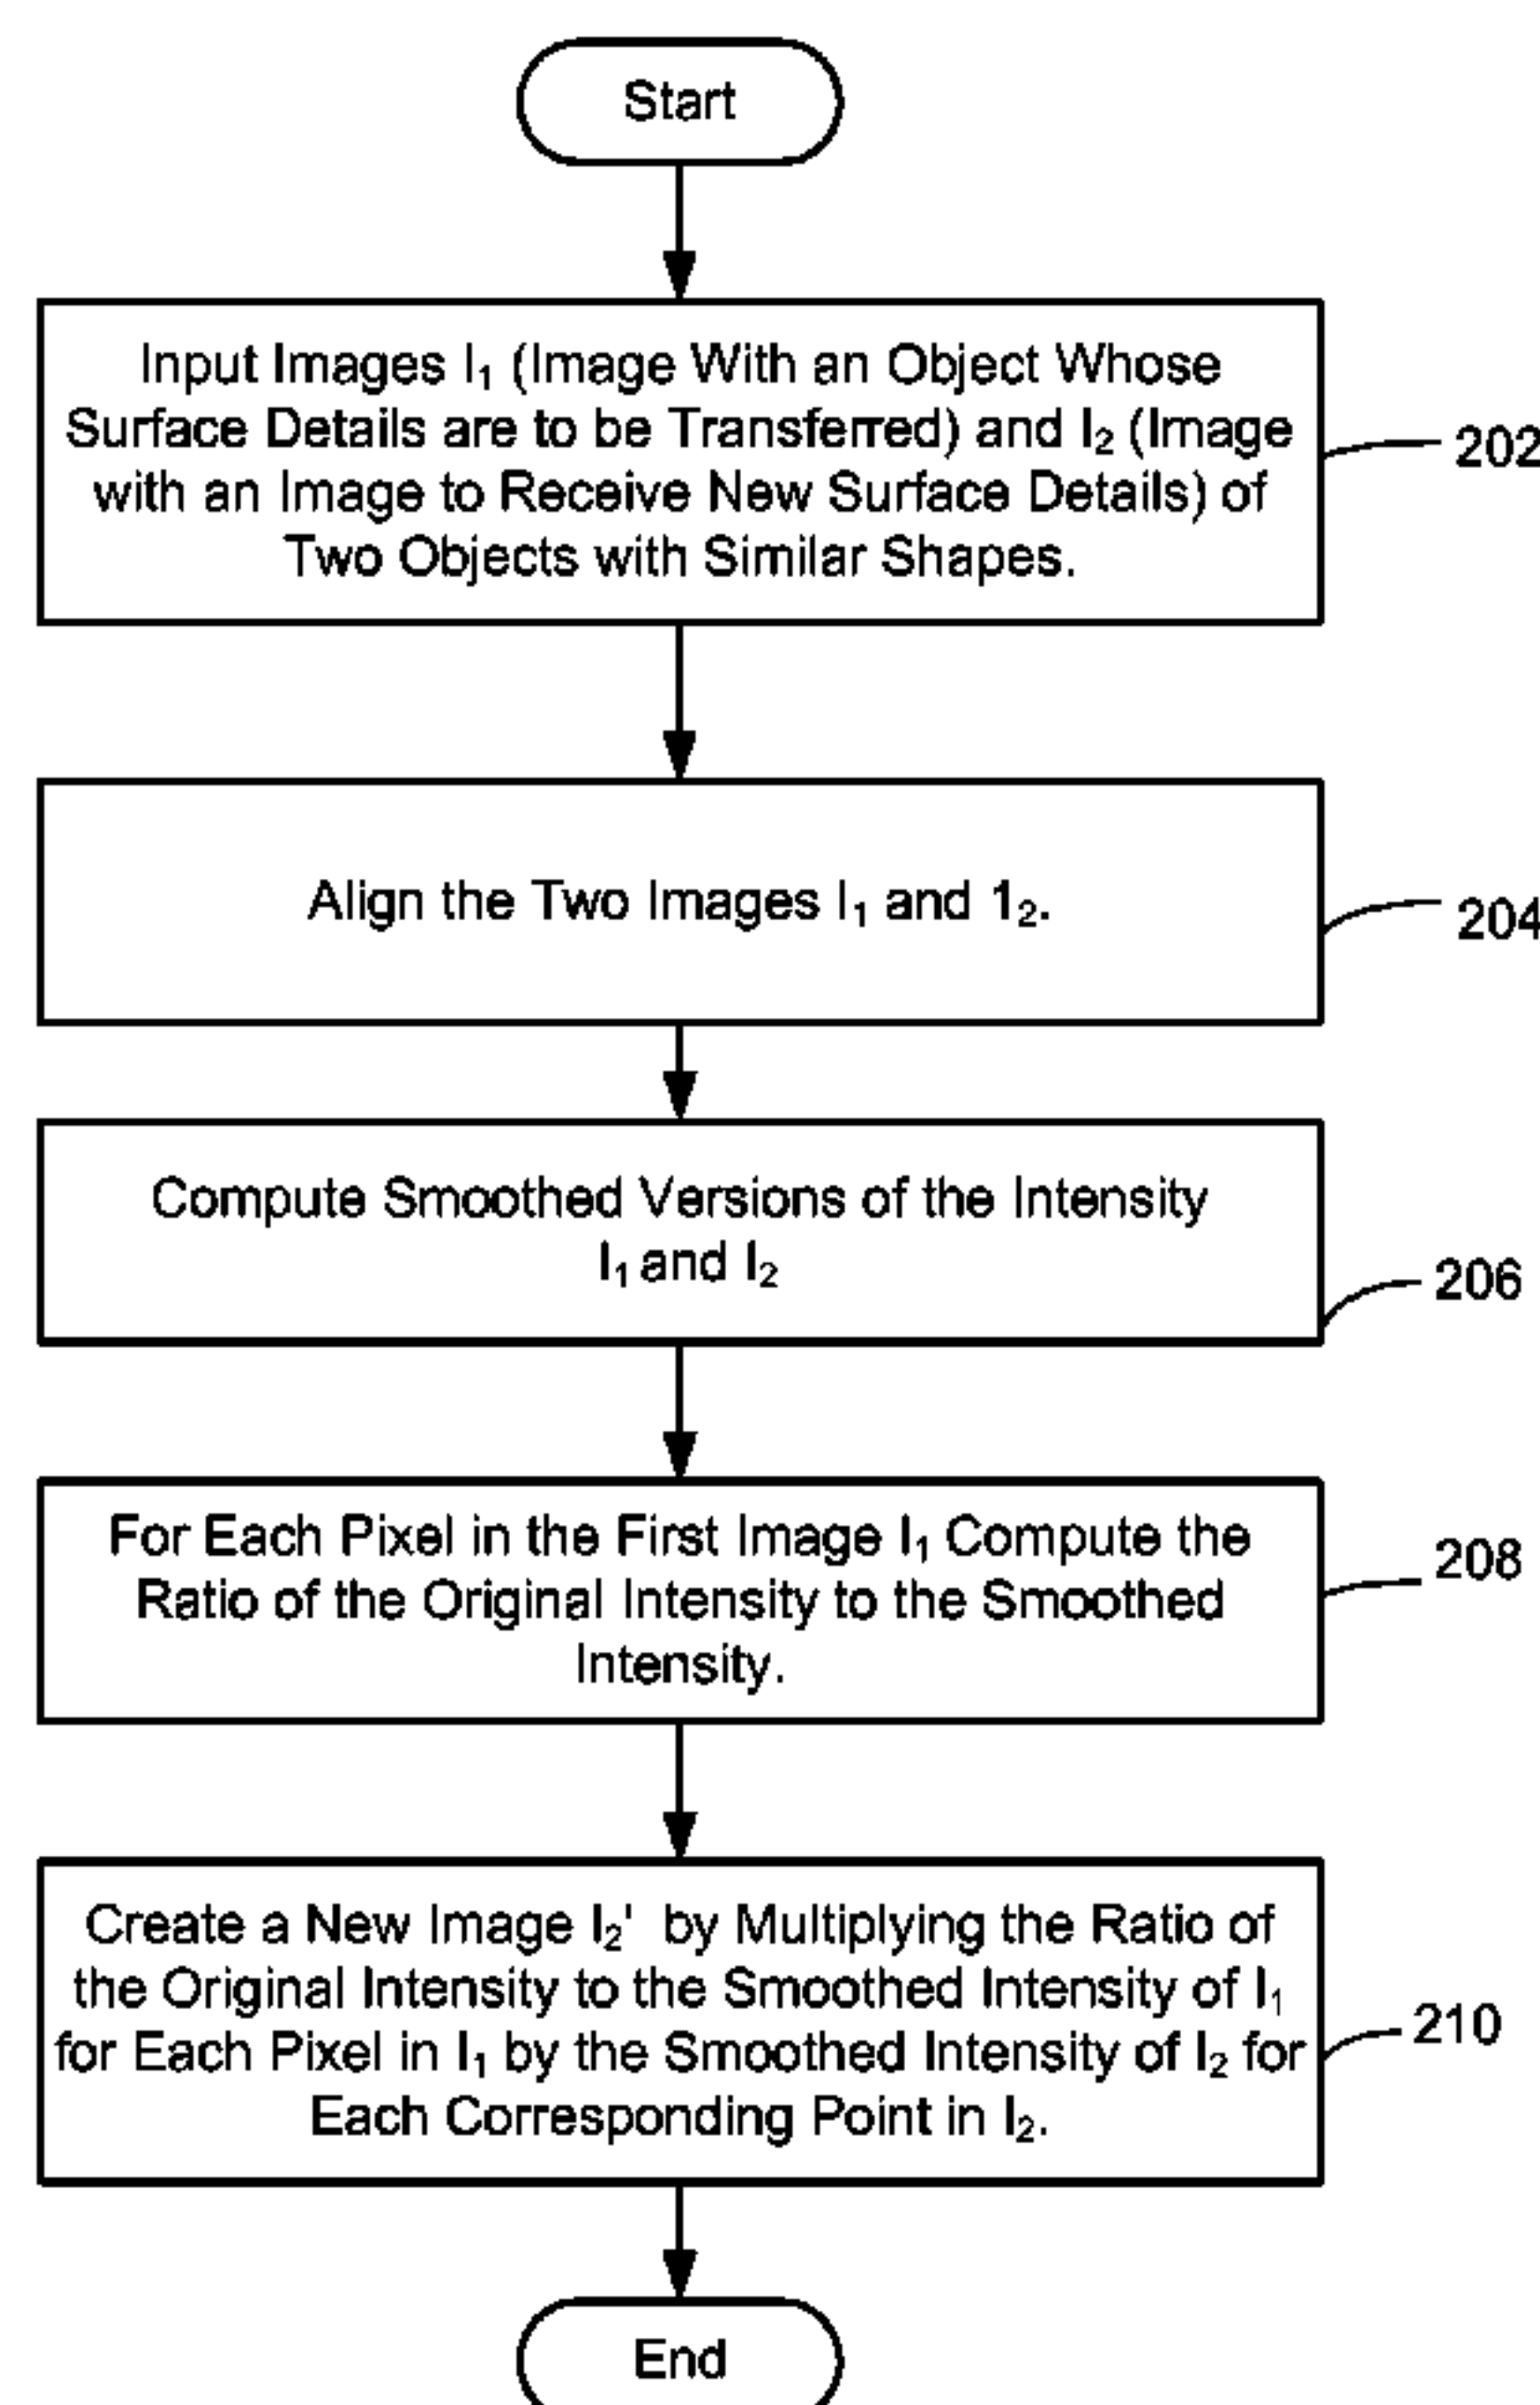 Start
Input Images I₁ (Image With an Object Whose
Surface Details are to be Transferred) and I₂ (Image
with an Image to Receive New Surface Details) of
Two Objects with Similar Shapes.
202
Align the Two Images I₁ and 1₂.
204
Compute Smoothed Versions of the Intensity
I₁ and I₂
206
For Each Pixel in the First Image I₁ Compute the
Ratio of the Original Intensity to the Smoothed
Intensity.
208
Create a New Image I₂' by Multiplying the Ratio of
the Original Intensity to the Smoothed Intensity of I₁
for Each Pixel in I₁ by the Smoothed Intensity of I₂ for
Each Corresponding Point in I₂.
210
End